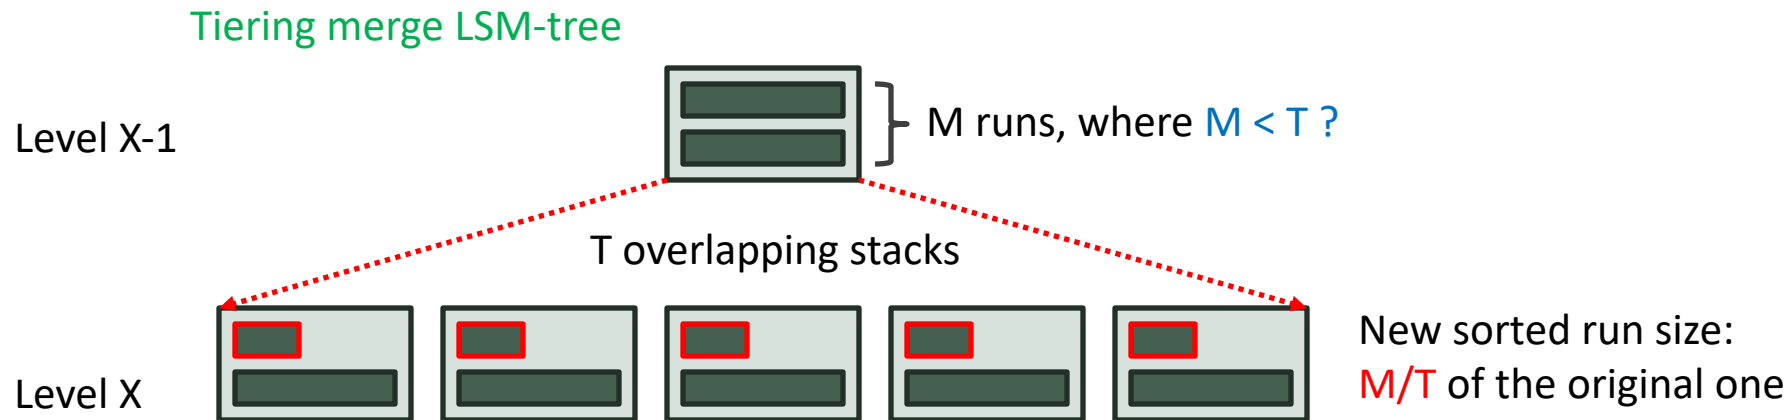 Tiering merge LSM-tree
Level X-1
M runs, where M < T ?
T overlapping stacks
Level X
New sorted run size:
M/T of the original one